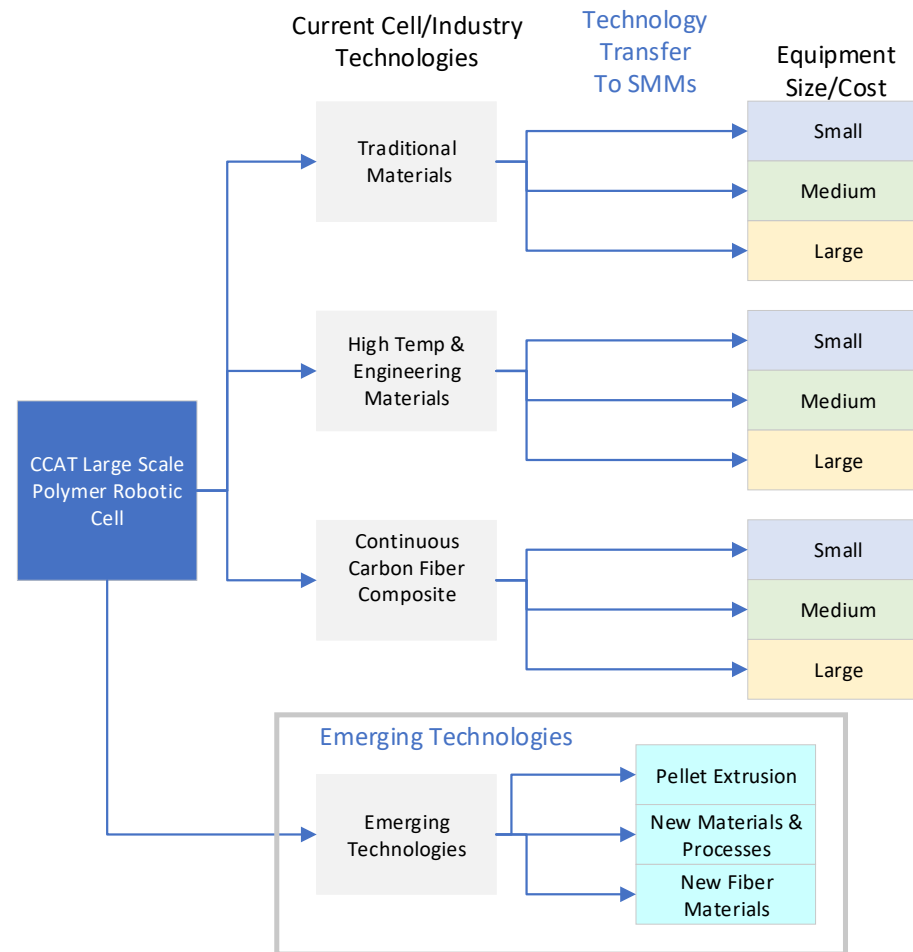 Current Cell/Industry
Technologies
Technology
Transfer
To SMMs
Equipment
Size/Cost
Traditional
Materials
Small
Medium
Large
High Temp &
Engineering
Materials
Small
Medium
Large
CCAT Large Scale
Polymer Robotic
Cell
Continuous
Carbon Fiber
Composite
Small
Medium
Large
Emerging Technologies
Emerging
Technologies
Pellet Extrusion
New Materials &
Processes
New Fiber
Materials